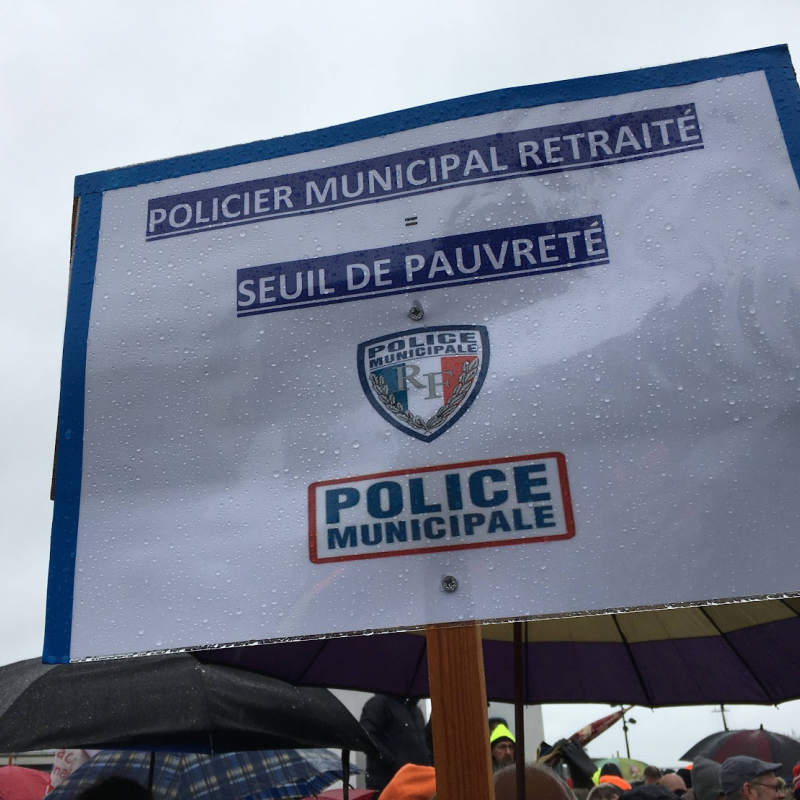 POLICIER MUNICIPAL RETRAITÉ
=
SEUIL DE PAUVRETÉ
POLICE
MUNICIPALE
RF
POLICE
MUNICIPALE